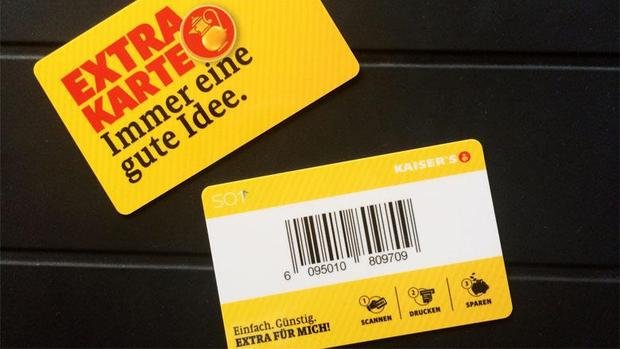 EXTRA
KARTE
Immer eine
gute Idee.
KAISER'S
SO1
6 095010 809709
Einfach. Günstig.
EXTRA FÜR MICH!
1 SCANNEN
2 DRUCKEN
3 SPAREN